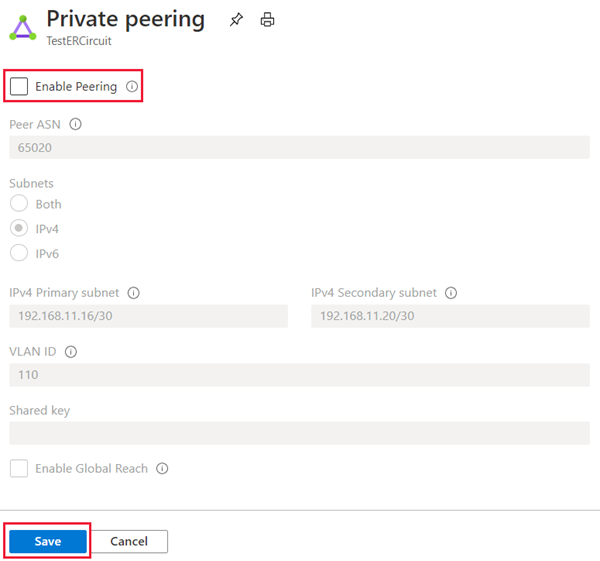 Private peering
TestERCircuit
Enable Peering
Peer ASN
65020
Subnets
Both
IPv4
IPv6
IPv4 Primary subnet IPv4 Secondary subnet
192.168.11.16/30 192.168.11.20/30
VLAN ID
110
Shared key
Enable Global Reach
Save Cancel